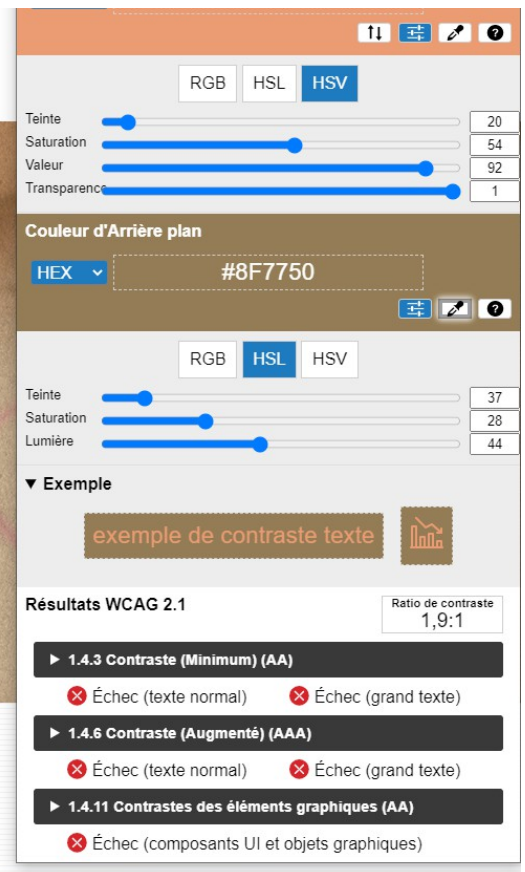 RGB HSL HSV
Teinte 20
Saturation 54
Valeur 92
Transparence 1
Couleur d'Arrière plan
HEX #8F7750
RGB HSL HSV
Teinte 37
Saturation 28
Lumière 44
▼ Exemple
exemple de contraste texte
Résultats WCAG 2.1
Ratio de contraste
1,9:1
▶ 1.4.3 Contraste (Minimum) (AA)
Échec (texte normal) Échec (grand texte)
▶ 1.4.6 Contraste (Augmenté) (AAA)
Échec (texte normal) Échec (grand texte)
▶ 1.4.11 Contrastes des éléments graphiques (AA)
Échec (composants UI et objets graphiques)